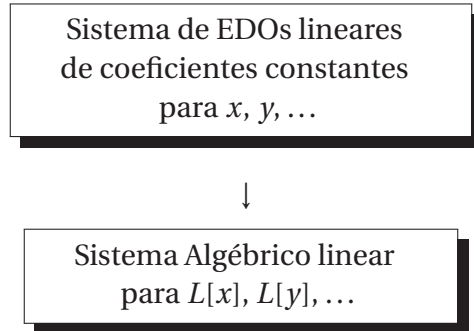 Sistema de EDOs lineares
de coeficientes constantes
para x, y, …
↓
Sistema Algébrico linear
para L[x], L[y], …